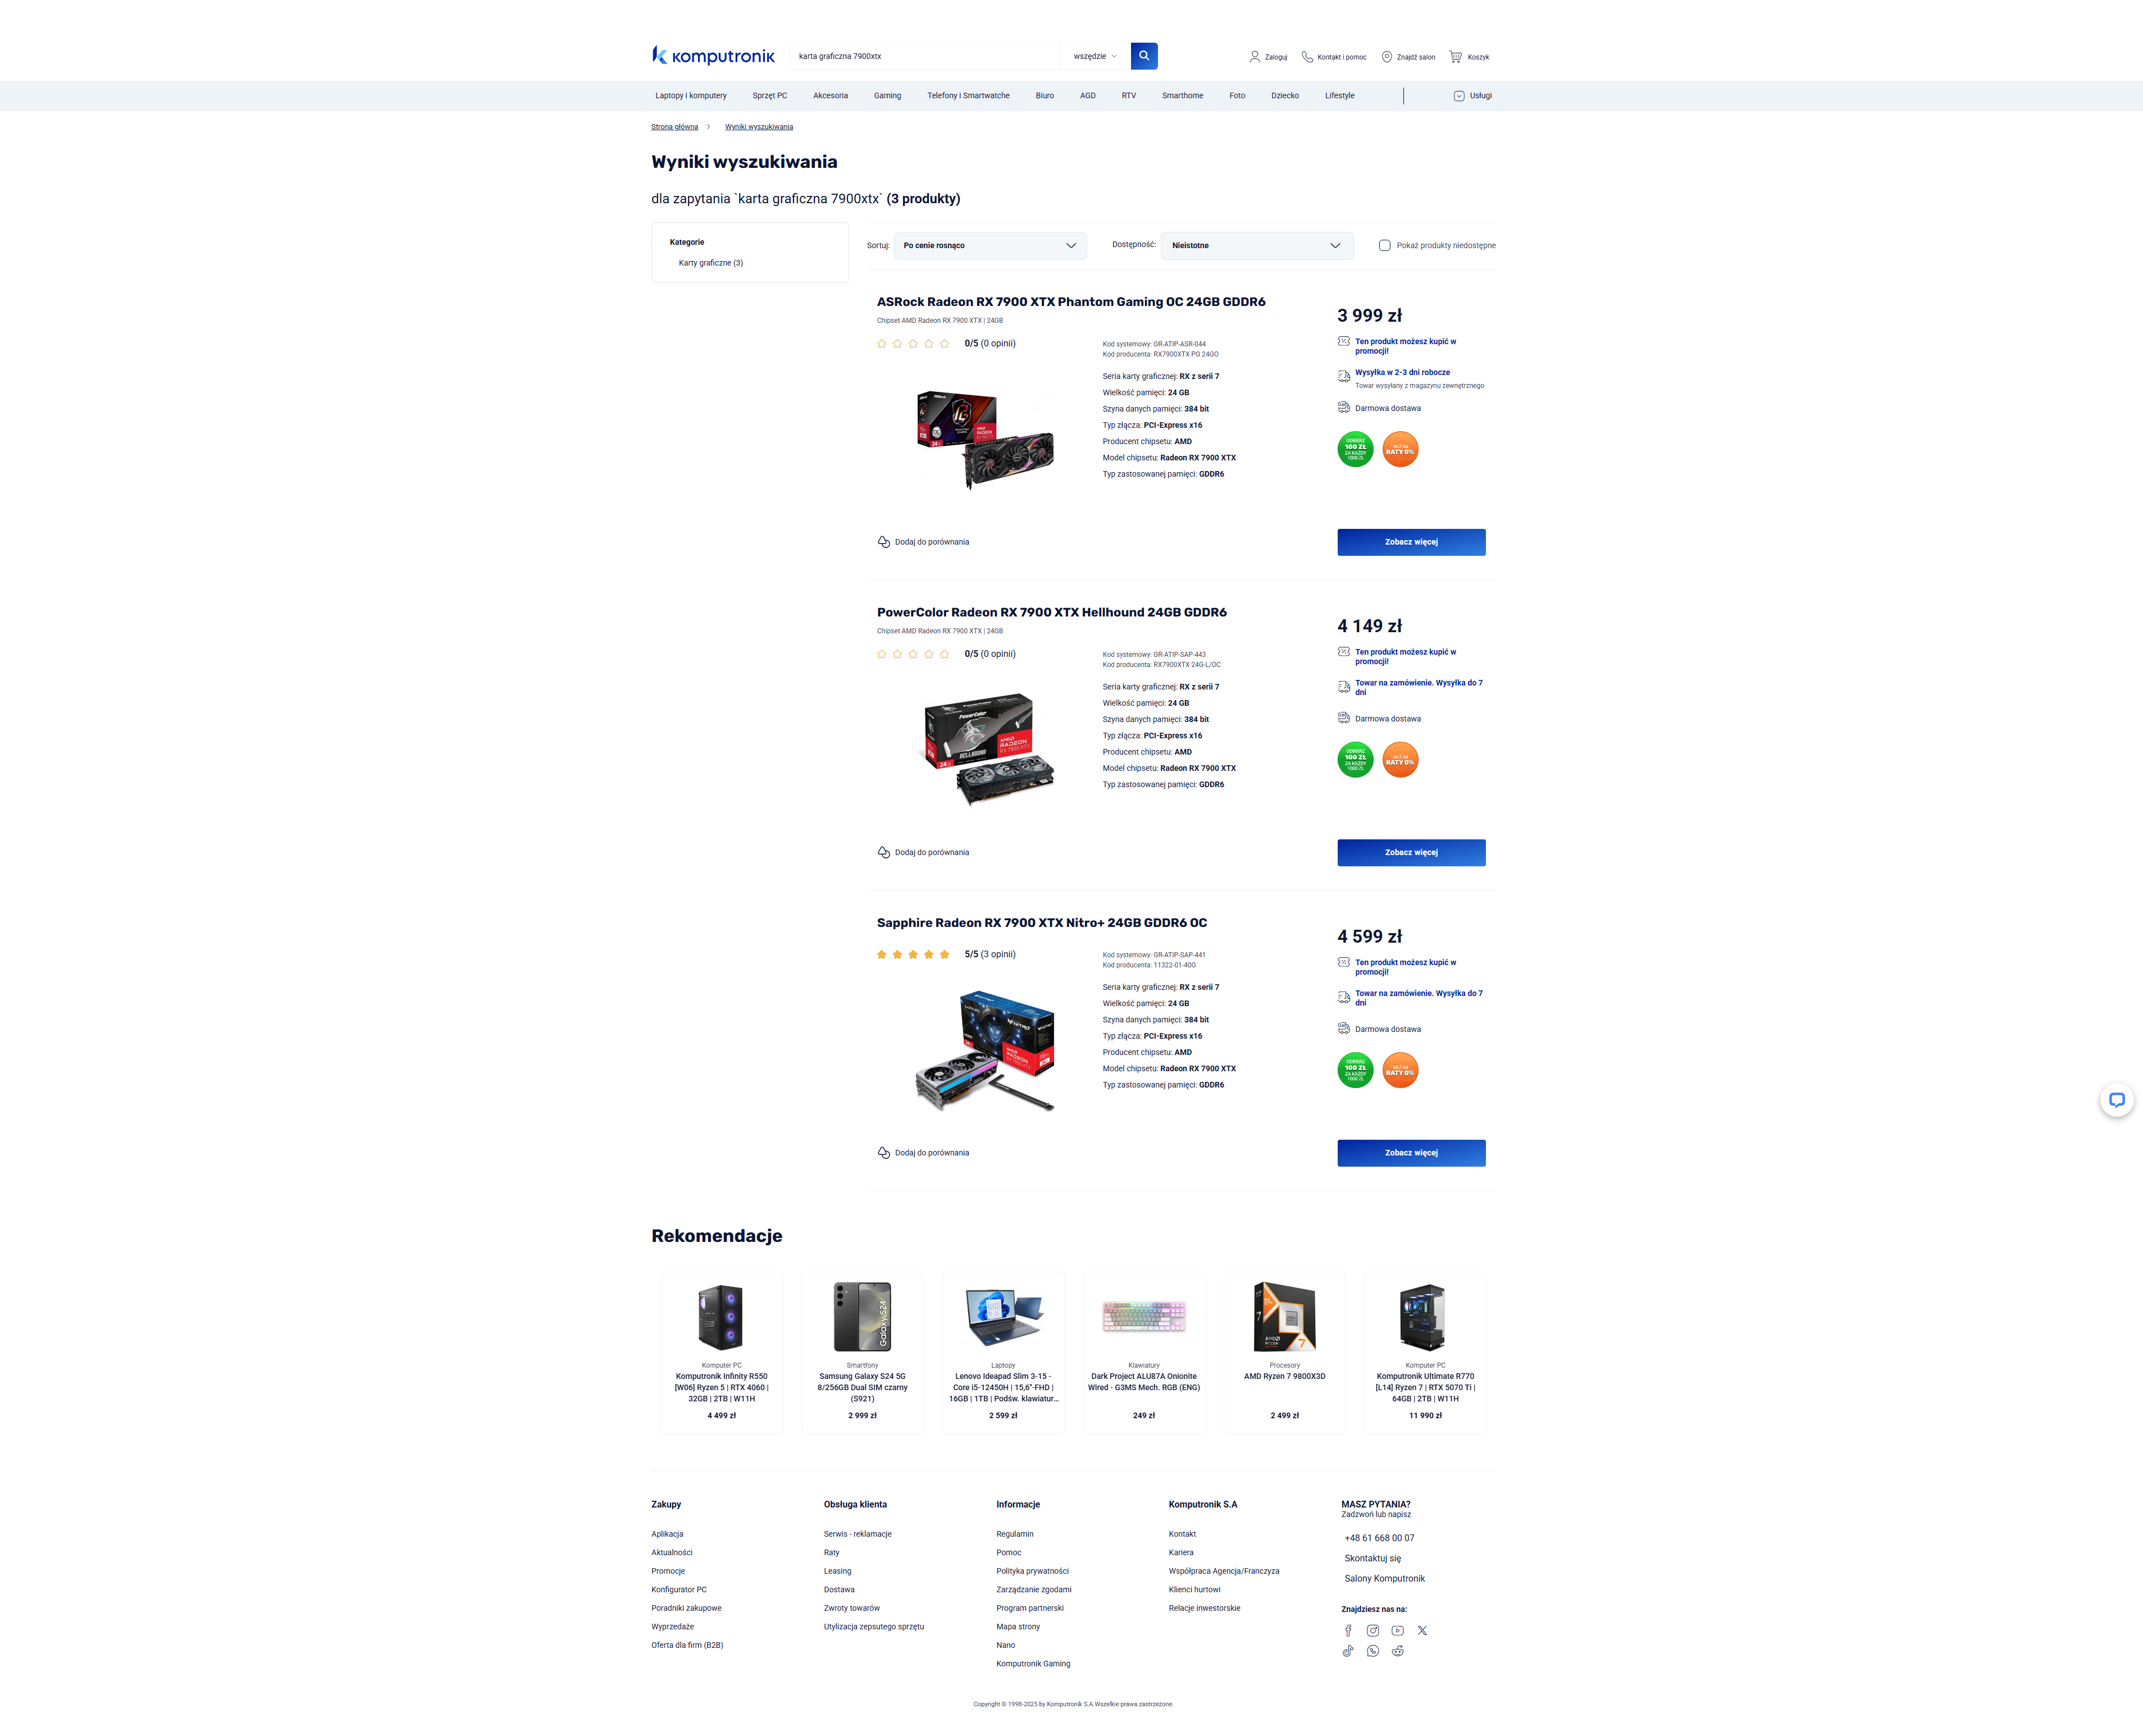 komputronik
karta graficzna 7900xtx
wszędzie
Zaloguj
Kontakt i pomoc
Znajdź salon
Koszyk
Laptopy i komputery
Sprzęt PC
Akcesoria
Gaming
Telefony i Smartwatche
Biuro
AGD
RTV
Smarthome
Foto
Dziecko
Lifestyle
Usługi
Strona główna
Wyniki wyszukiwania
Wyniki wyszukiwania
dla zapytania `karta graficzna 7900xtx` (3 produkty)
Kategorie
Karty graficzne (3)
Sortuj:
Po cenie rosnąco
Dostępność:
Nieistotne
Pokaż produkty niedostępne
ASRock Radeon RX 7900 XTX Phantom Gaming OC 24GB GDDR6
Chipset AMD Radeon RX 7900 XTX | 24GB
0/5 (0 opinii)
Kod systemowy: GR-ATIP-ASR-044
Kod producenta: RX7900XTX PG 24GO
Seria karty graficznej: RX z serii 7
Wielkość pamięci: 24 GB
Szyna danych pamięci: 384 bit
Typ złącza: PCI-Express x16
Producent chipsetu: AMD
Model chipsetu: Radeon RX 7900 XTX
Typ zastosowanej pamięci: GDDR6
3 999 zł
Ten produkt możesz kupić w
promocji!
Wysyłka w 2-3 dni robocze
Towar wysyłany z magazynu zewnętrznego
Darmowa dostawa
ODBIERZ
100 ZŁ
ZA KAŻDY
1000 ZŁ
WEŹ NA
RATY 0%
Dodaj do porównania
Zobacz więcej
PowerColor Radeon RX 7900 XTX Hellhound 24GB GDDR6
Chipset AMD Radeon RX 7900 XTX | 24GB
0/5 (0 opinii)
Kod systemowy: GR-ATIP-SAP-443
Kod producenta: RX7900XTX 24G-L/OC
Seria karty graficznej: RX z serii 7
Wielkość pamięci: 24 GB
Szyna danych pamięci: 384 bit
Typ złącza: PCI-Express x16
Producent chipsetu: AMD
Model chipsetu: Radeon RX 7900 XTX
Typ zastosowanej pamięci: GDDR6
PowerColor
HELLHOUND
AMD
RADEON
RX 7900 XTX
4 149 zł
Ten produkt możesz kupić w
promocji!
Towar na zamówienie. Wysyłka do 7
dni
Darmowa dostawa
ODBIERZ
100 ZŁ
ZA KAŻDY
1000 ZŁ
WEŹ NA
RATY 0%
Dodaj do porównania
Zobacz więcej
Sapphire Radeon RX 7900 XTX Nitro+ 24GB GDDR6 OC
5/5 (3 opinii)
Kod systemowy: GR-ATIP-SAP-441
Kod producenta: 11322-01-40G
Seria karty graficznej: RX z serii 7
Wielkość pamięci: 24 GB
Szyna danych pamięci: 384 bit
Typ złącza: PCI-Express x16
Producent chipsetu: AMD
Model chipsetu: Radeon RX 7900 XTX
Typ zastosowanej pamięci: GDDR6
4 599 zł
Ten produkt możesz kupić w
promocji!
Towar na zamówienie. Wysyłka do 7
dni
Darmowa dostawa
ODBIERZ
100 ZŁ
ZA KAŻDY
1000 ZŁ
WEŹ NA
RATY 0%
Dodaj do porównania
Zobacz więcej
Rekomendacje
Komputer PC
Komputronik Infinity R550
[W06] Ryzen 5 | RTX 4060 |
32GB | 2TB | W11H
4 499 zł
Galaxy S24
Smartfony
Samsung Galaxy S24 5G
8/256GB Dual SIM czarny
(S921)
2 999 zł
Laptopy
Lenovo Ideapad Slim 3-15 -
Core i5-12450H | 15,6"-FHD |
16GB | 1TB | Podśw. klawiatur...
2 599 zł
Klawiatury
Dark Project ALU87A Onionite
Wired - G3MS Mech. RGB (ENG)
249 zł
AMD
RYZEN
7
Procesory
AMD Ryzen 7 9800X3D
2 499 zł
Komputer PC
Komputronik Ultimate R770
[L14] Ryzen 7 | RTX 5070 Ti |
64GB | 2TB | W11H
11 990 zł
Zakupy
Aplikacja
Aktualności
Promocje
Konfigurator PC
Poradniki zakupowe
Wyprzedaże
Oferta dla firm (B2B)
Obsługa klienta
Serwis - reklamacje
Raty
Leasing
Dostawa
Zwroty towarów
Utylizacja zepsutego sprzętu
Informacje
Regulamin
Pomoc
Polityka prywatności
Zarządzanie zgodami
Program partnerski
Mapa strony
Nano
Komputronik Gaming
Komputronik S.A
Kontakt
Kariera
Współpraca Agencja/Franczyza
Klienci hurtowi
Relacje inwestorskie
MASZ PYTANIA?
Zadzwoń lub napisz
+48 61 668 00 07
Skontaktuj się
Salony Komputronik
Znajdziesz nas na:
Copyright © 1998-2025 by Komputronik S.A.Wszelkie prawa zastrzeżone.